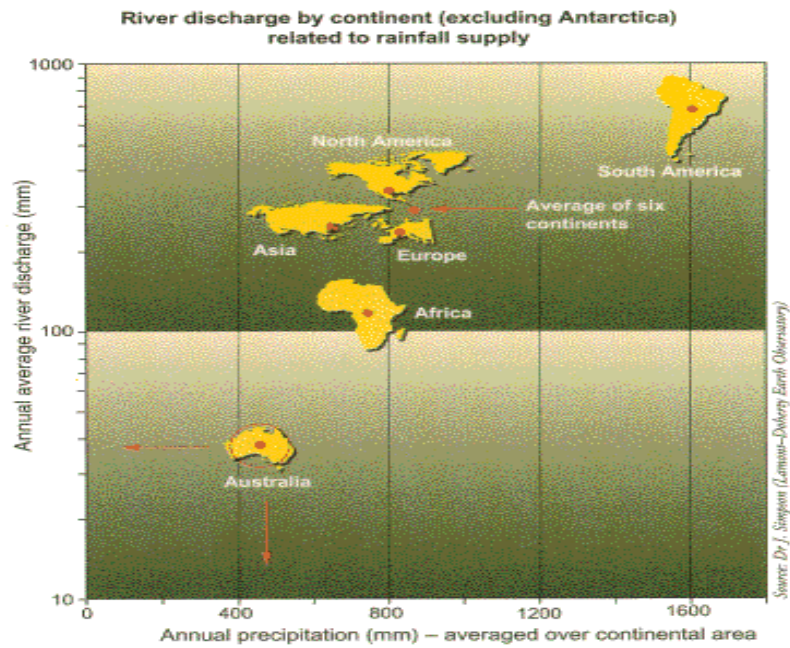 River discharge by continent (excluding Antarctica)
related to rainfall supply
1000
North America
South America
Average of six
continents
Asia
Europe
Annual average river discharge (mm)
Africa
100
Australia
Source: Dr J. Simpson (Lamont–Doherty Earth Observatory)
10
0
400
800
1200
1600
Annual precipitation (mm) – averaged over continental area